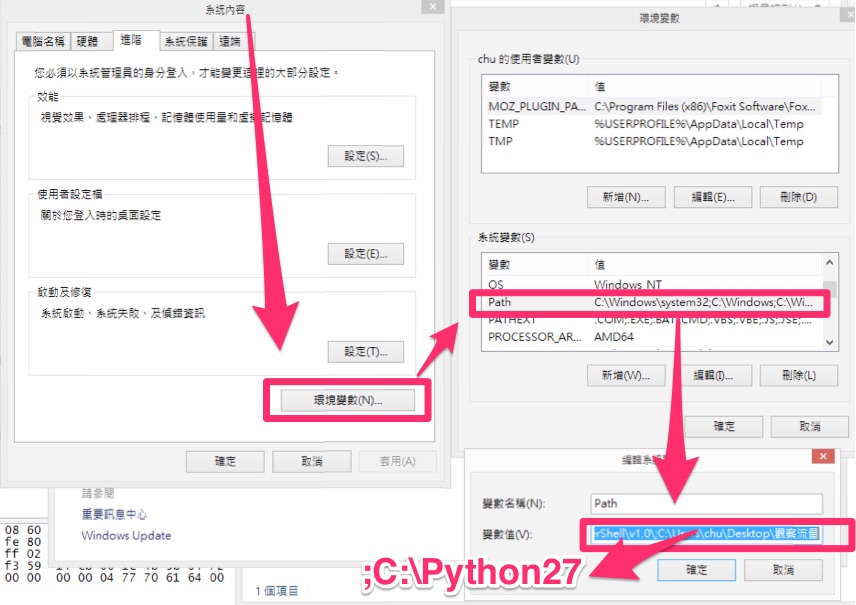 系統內容
電腦名稱 硬體 進階 系統保護 遠端
您必須以系統管理員的身分登入，才能變更這裡的大部分設定。
效能
視覺效果、處理器排程、記憶體使用量和虛擬記憶體
設定(S)...
使用者設定檔
關於您登入時的桌面設定
設定(E)...
啟動及修復
系統啟動、系統失敗、及偵錯資訊
設定(T)...
環境變數(N)...
確定 取消 套用(A)
請參閱
重要訊息中心
Windows Update
08 60
fe 80
ff 02
f3 59
00 00 00 00 04 77 70 61 64 00
1 個項目
環境變數
chu 的使用者變數(U)
變數 值
MOZ_PLUGIN_PA... C:\Program Files (x86)\Foxit Software\Fox...
TEMP %USERPROFILE%\AppData\Local\Temp
TMP %USERPROFILE%\AppData\Local\Temp
新增(N)... 編輯(E)... 刪除(D)
系統變數(S)
變數 值
OS Windows_NT
Path C:\Windows\system32;C:\Windows;C:\Wi...
PATHEXT .COM;.EXE;.BAT;.CMD;.VBS;.VBE;.JS;.JSE;....
PROCESSOR_AR... AMD64
新增(W)... 編輯(I)... 刪除(L)
確定 取消
編輯系統
變數名稱(N): Path
變數值(V): erShell\v1.0\;C:\Users\chu\Desktop\觀察流量
確定 取消
;C:\Python27